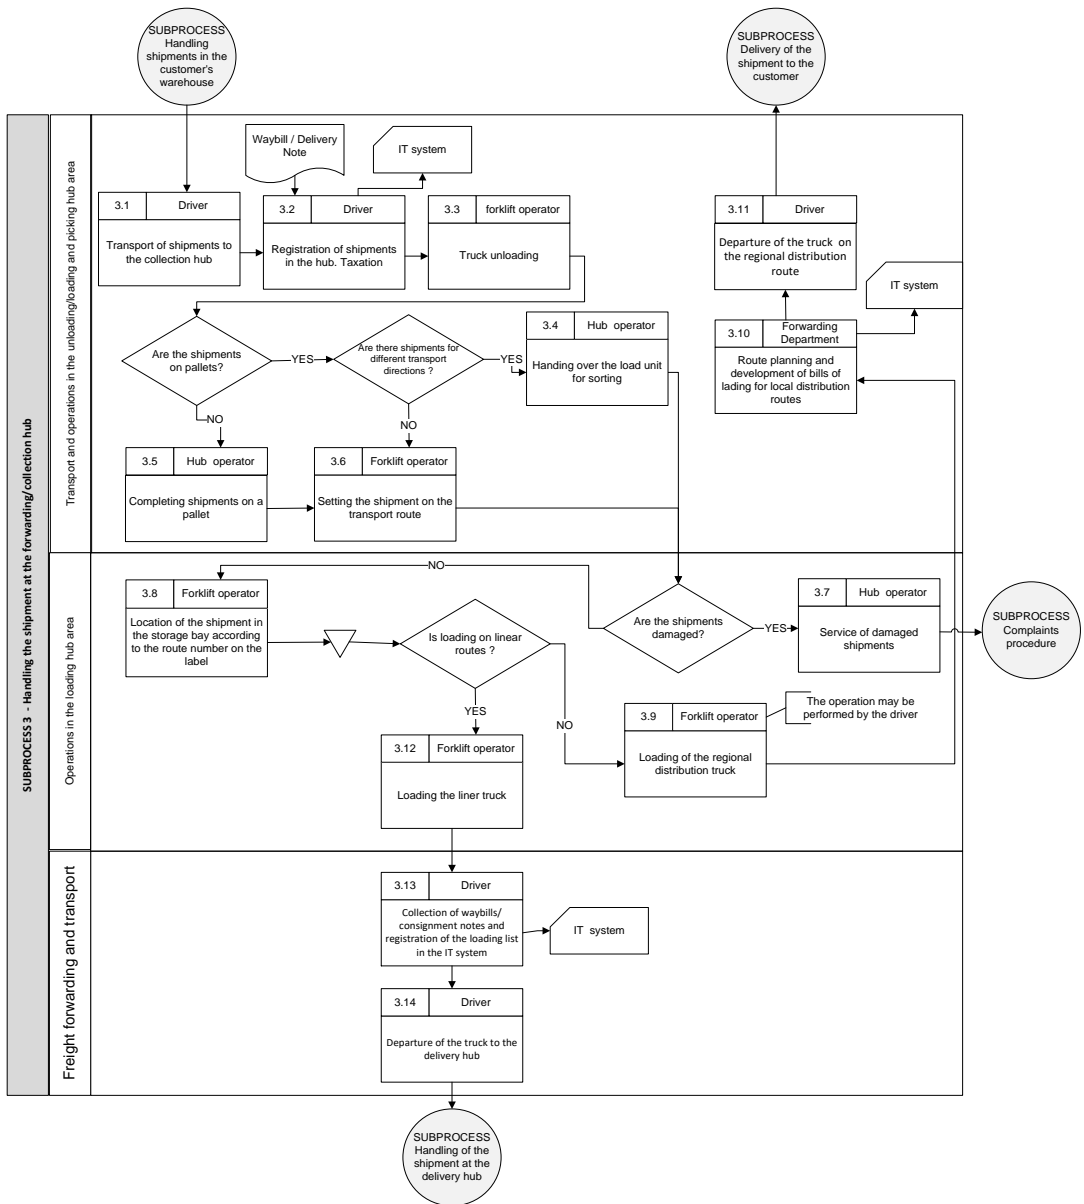 SUBPROCESS
Handling
shipments in the
customer's
warehouse
SUBPROCESS
Delivery of the
shipment to the
customer
SUBPROCESS 3 - Handling the shipment at the forwarding/collection hub
Transport and operations in the unloading/loading and picking hub area
Waybill / Delivery
Note
IT system
3.1 Driver
Transport of shipments to
the collection hub
3.2 Driver
Registration of shipments
in the hub. Taxation
3.3 forklift operator
Truck unloading
3.11 Driver
Departure of the truck on
the regional distribution
route
IT system
3.10 Forwarding
Department
Route planning and
development of bills of
lading for local distribution
routes
Are the shipments
on pallets?
YES
Are there shipments for
different transport
directions ?
YES
3.4 Hub operator
Handing over the load unit
for sorting
NO
NO
3.5 Hub operator
Completing shipments on a
pallet
3.6 Forklift operator
Setting the shipment on the
transport route
Operations in the loading hub area
NO
3.8 Forklift operator
Location of the shipment in
the storage bay according
to the route number on the
label
Is loading on linear
routes ?
Are the shipments
damaged?
YES
3.7 Hub operator
Service of damaged
shipments
SUBPROCESS
Complaints
procedure
YES
NO
3.9 Forklift operator
Loading of the regional
distribution truck
The operation may be
performed by the driver
3.12 Forklift operator
Loading the liner truck
Freight forwarding and transport
3.13 Driver
Collection of waybills/
consignment notes and
registration of the loading list
in the IT system
IT system
3.14 Driver
Departure of the truck to the
delivery hub
SUBPROCESS
Handling of the
shipment at the
delivery hub